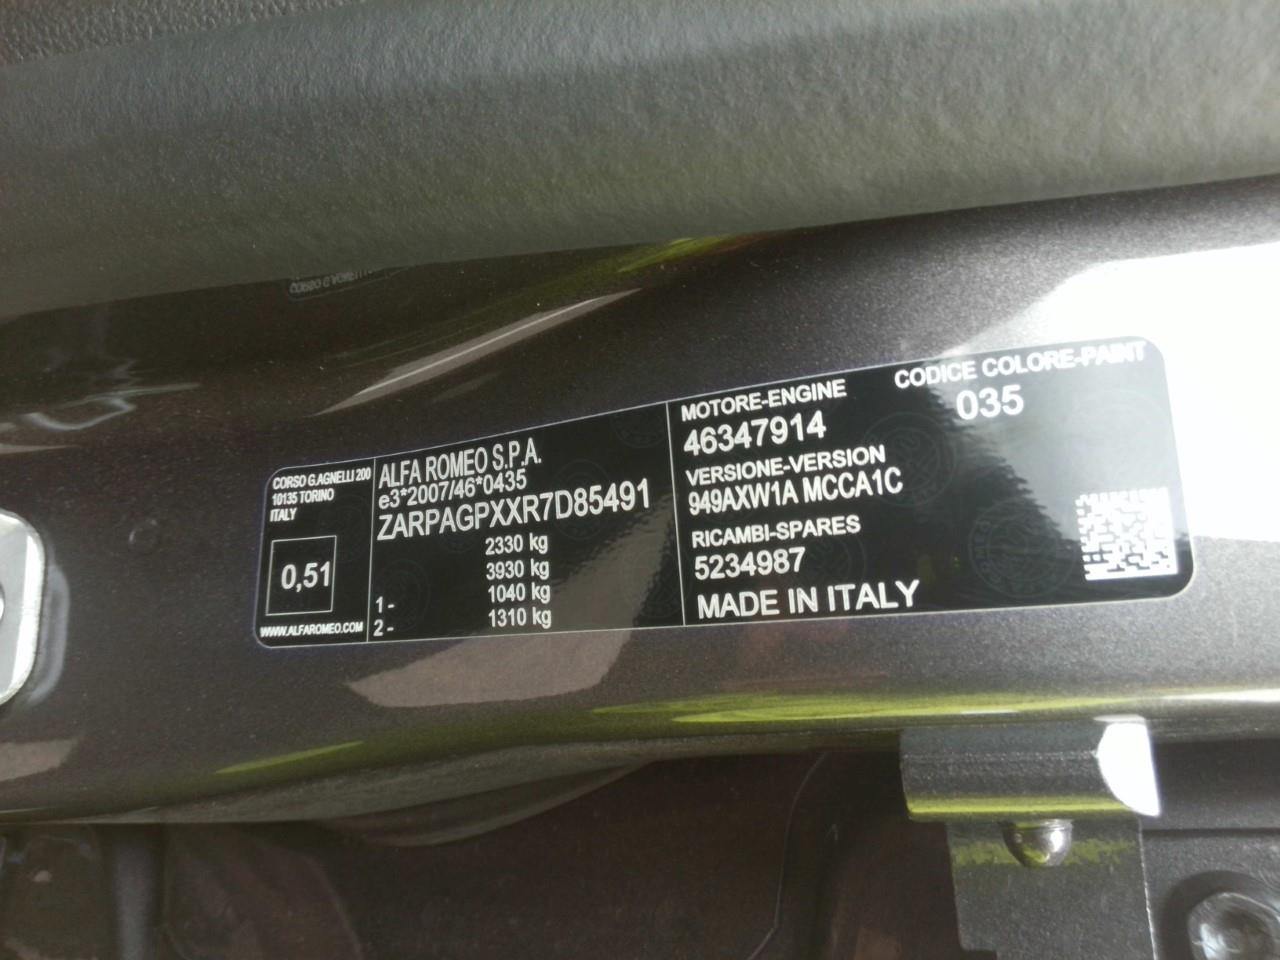 CORSO G.AGNELLI 200
10135 TORINO
ITALY
0,51
WWW.ALFAROMEO.COM
ALFA ROMEO S.P.A.
e3*2007/46*0435
ZARPAGPXXR7D85491
2330 kg
3930 kg
1- 1040 kg
2- 1310 kg
MOTORE-ENGINE
46347914
VERSIONE-VERSION
949AXW1A MCCA1C
RICAMBI-SPARES
5234987
MADE IN ITALY
CODICE COLORE-PAINT
035